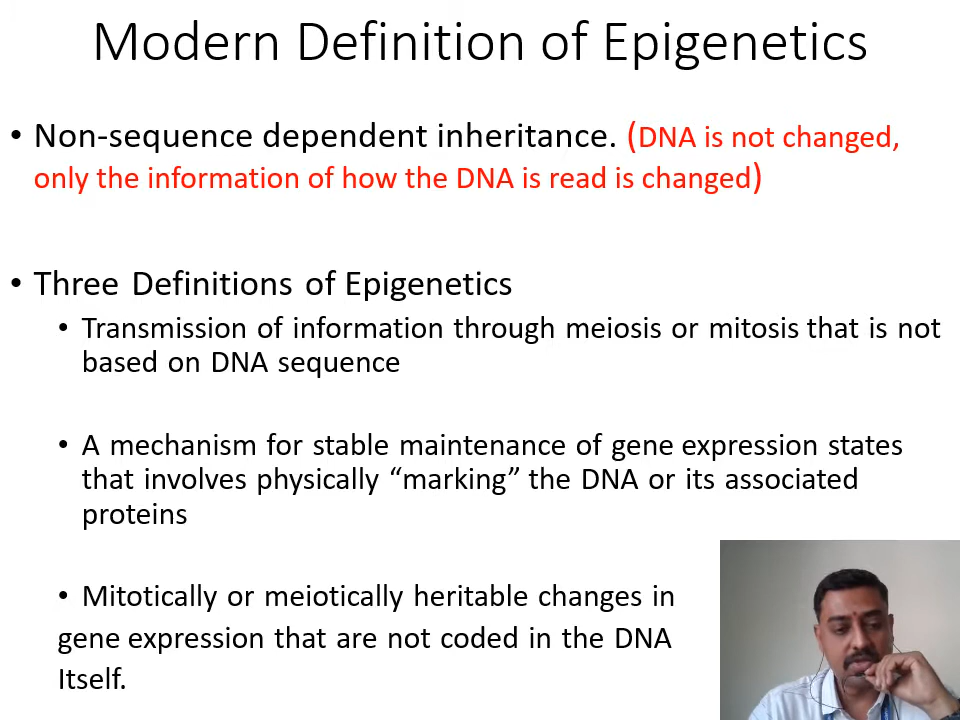 Modern Definition of Epigenetics
• Non-sequence dependent inheritance. (DNA is not changed,
only the information of how the DNA is read is changed)
• Three Definitions of Epigenetics
• Transmission of information through meiosis or mitosis that is not
based on DNA sequence
• A mechanism for stable maintenance of gene expression states
that involves physically “marking” the DNA or its associated
proteins
• Mitotically or meiotically heritable changes in
gene expression that are not coded in the DNA
Itself.